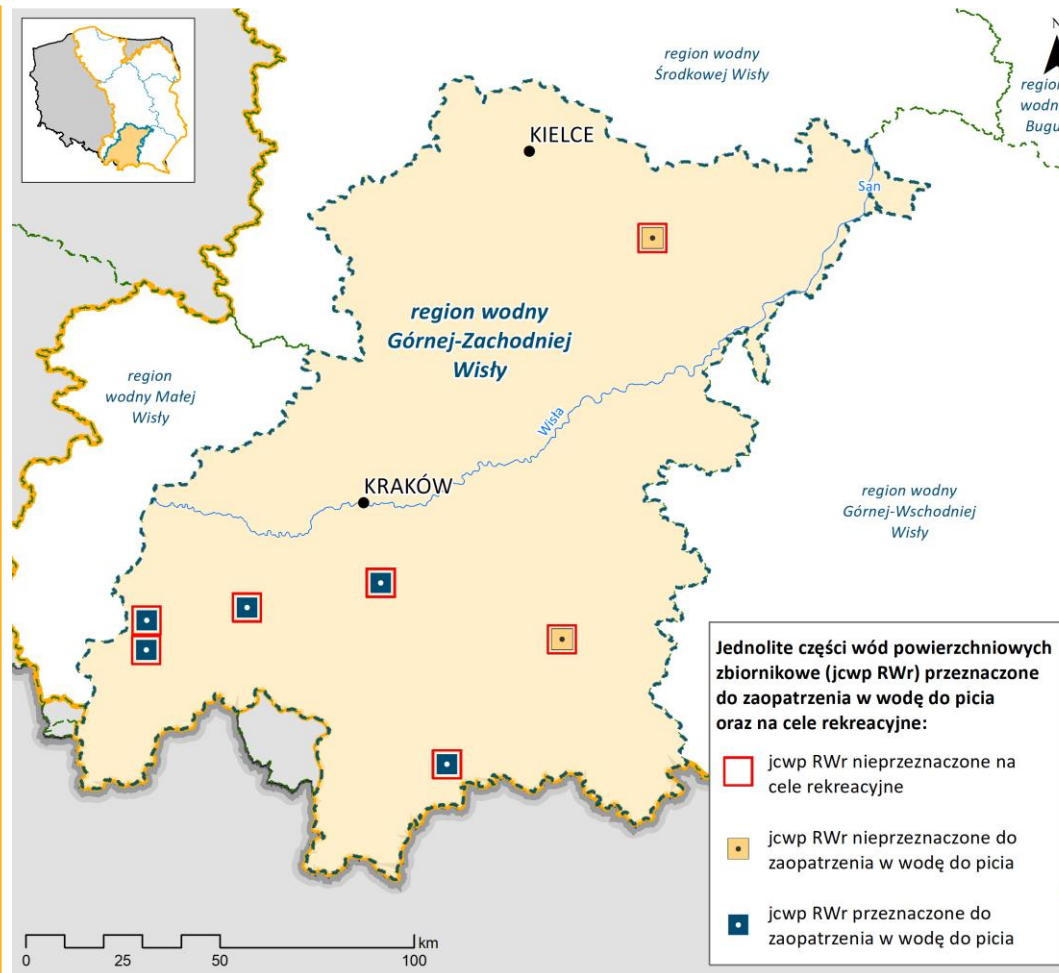 region wodny
Środkowej Wisły
N
region
wodn
Bugu
KIELCE
San
region wodny
Górnej-Zachodniej
Wisły
region
wodny Małej
Wisły
Wisła
KRAKÓW
region wodny
Górnej-Wschodniej
Wisły
Jednolite części wód powierzchniowych
zbiornikowe (jcwp RWr) przeznaczone
do zaopatrzenia w wodę do picia
oraz na cele rekreacyjne:
jcwp RWr nieprzeznaczone na
cele rekreacyjne
jcwp RWr nieprzeznaczone do
zaopatrzenia w wodę do picia
jcwp RWr przeznaczone do
zaopatrzenia w wodę do picia
km
0 25 50 100